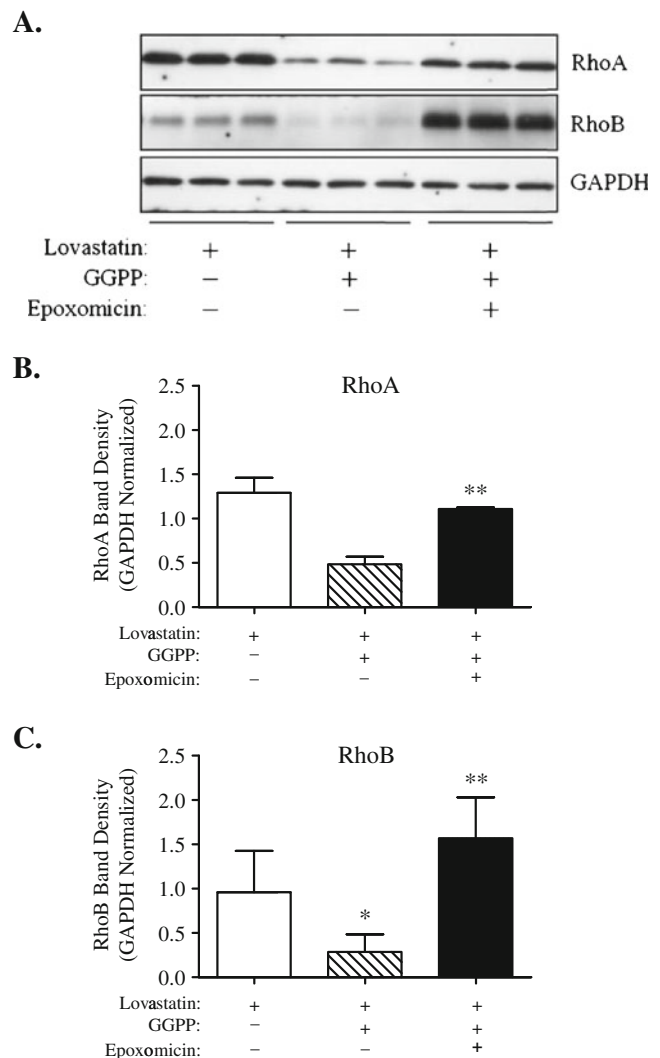 A.
RhoA
RhoB
GAPDH
Lovastatin: + + +
GGPP: – + +
Epoxomicin: – – +
B.
RhoA
RhoA Band Density
(GAPDH Normalized)
2.5
2.0
1.5
1.0
0.5
0.0
**
Lovastatin: + + +
GGPP: – + +
Epoxomicin: – – +
C.
RhoB
RhoB Band Density
(GAPDH Normalized)
2.5
2.0
1.5
1.0
0.5
0.0
*
**
Lovastatin: + + +
GGPP: – + +
Epoxomicin: – – +